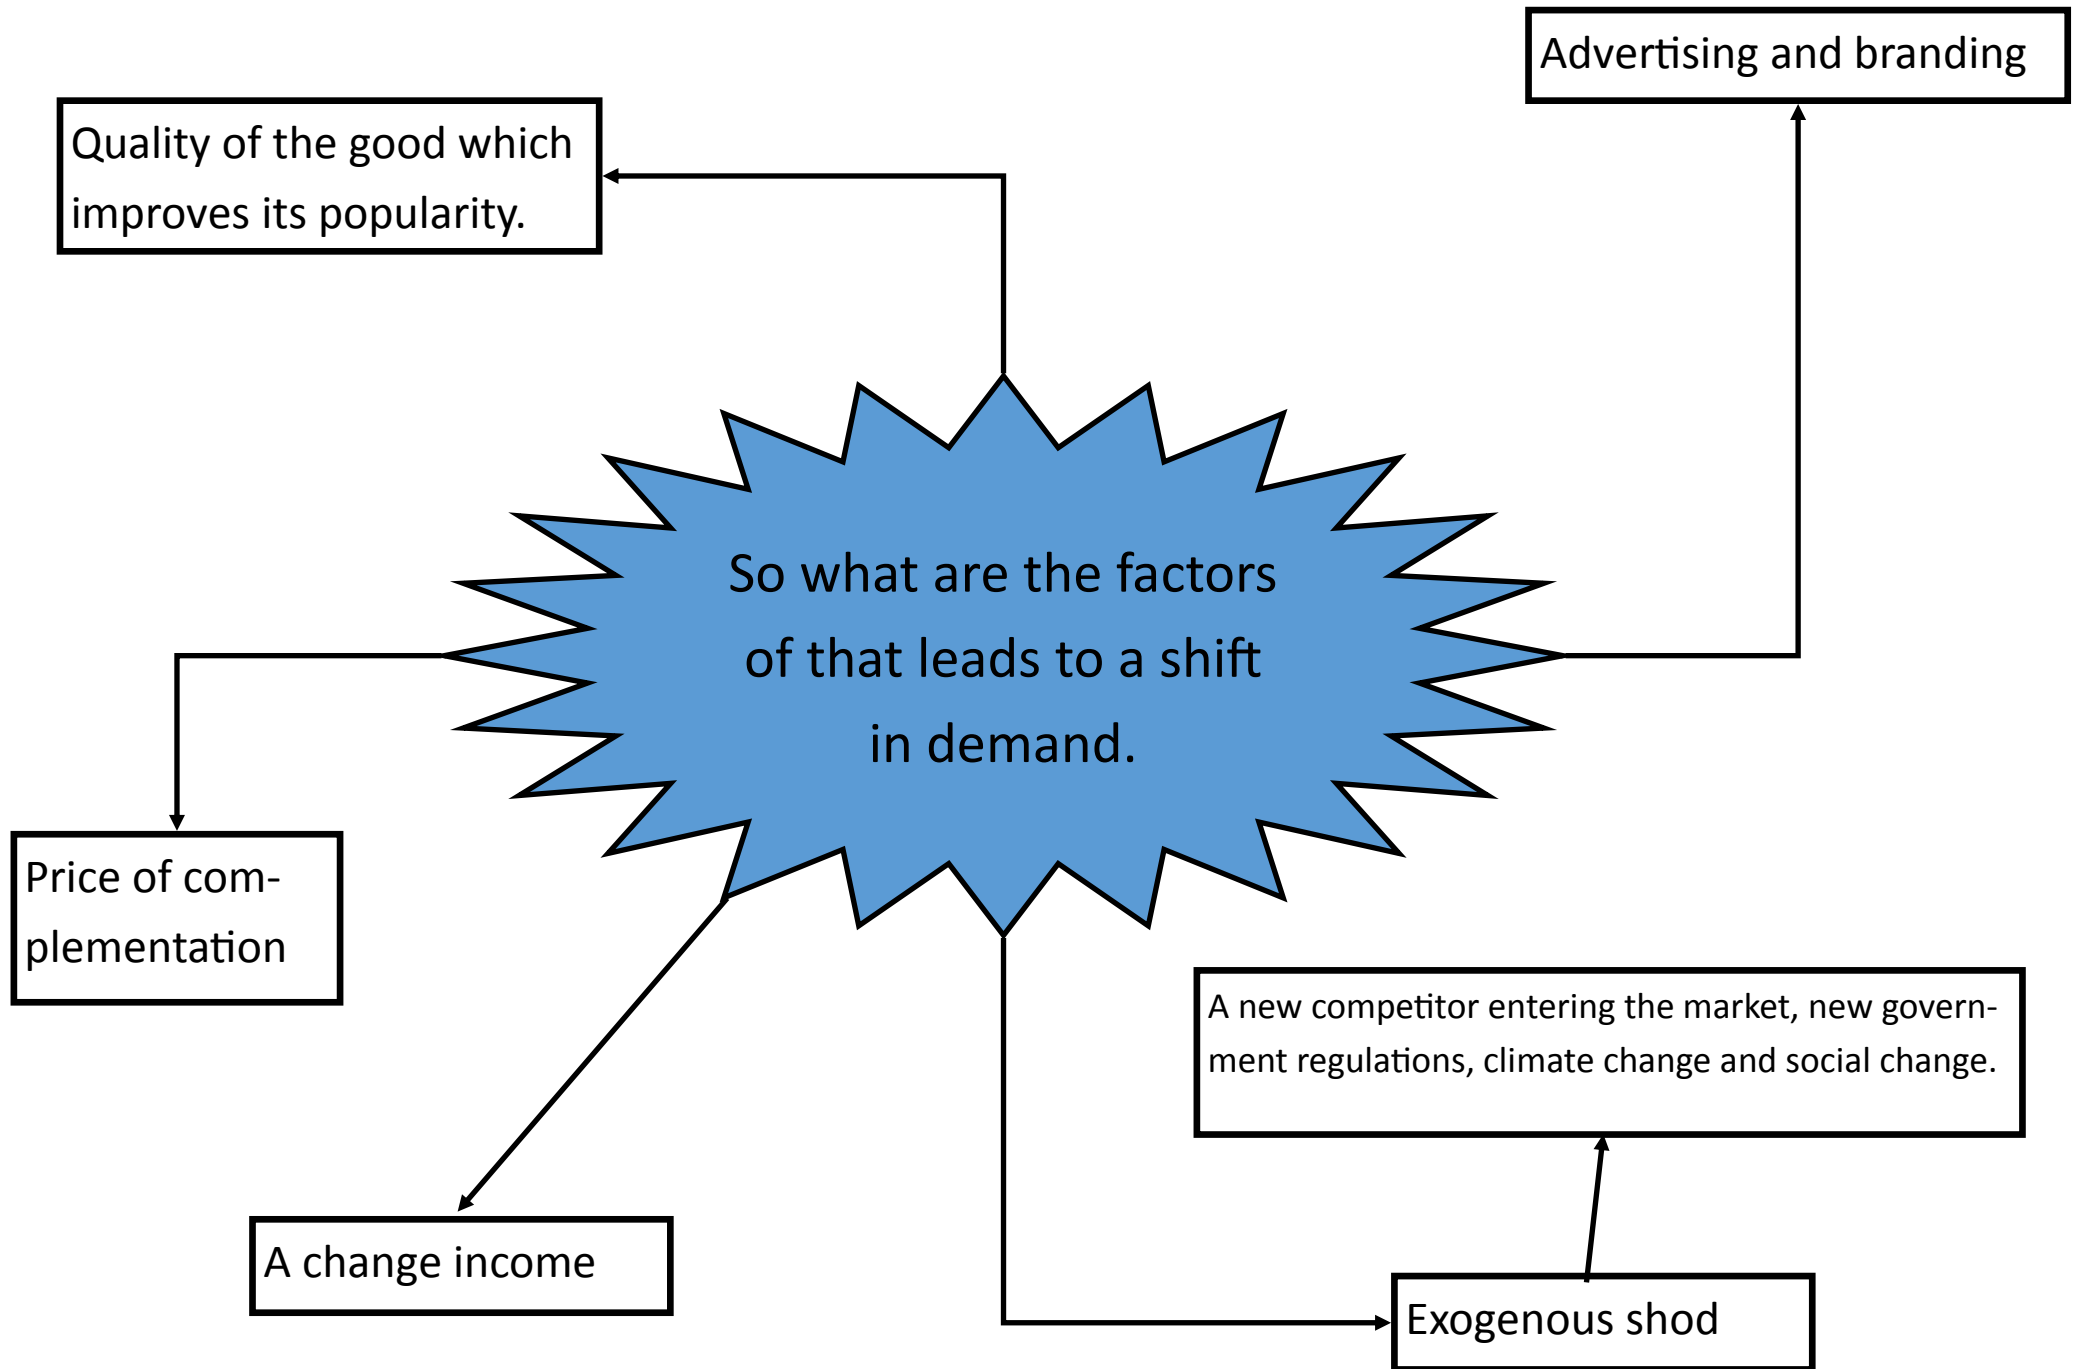 Advertising and branding
Quality of the good which
improves its popularity.
So what are the factors
of that leads to a shift
in demand.
Price of com-
plementation
A new competitor entering the market, new govern-
ment regulations, climate change and social change.
A change income
Exogenous shod